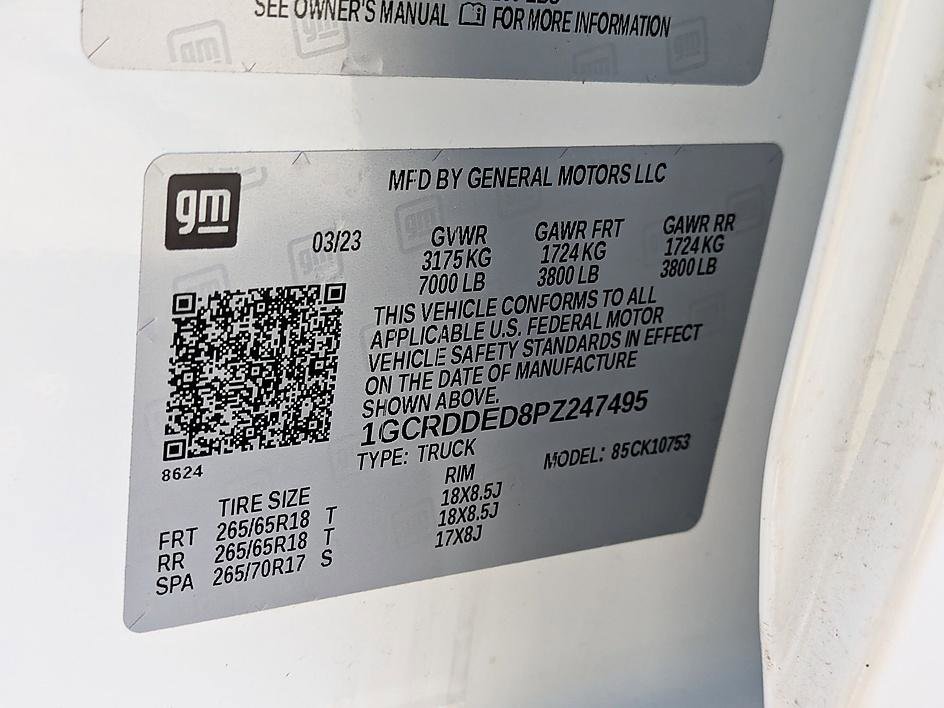 SEE OWNER'S MANUAL FOR MORE INFORMATION
gm
MFD BY GENERAL MOTORS LLC
03/23
GVWR GAWR FRT GAWR RR
3175 KG 1724 KG 1724 KG
7000 LB 3800 LB 3800 LB
THIS VEHICLE CONFORMS TO ALL
APPLICABLE U.S. FEDERAL MOTOR
VEHICLE SAFETY STANDARDS IN EFFECT
ON THE DATE OF MANUFACTURE
SHOWN ABOVE.
1GCRDDED8PZ247495
TYPE: TRUCK MODEL: 85CK10753
8624
TIRE SIZE RIM
FRT 265/65R18 T 18X8.5J
RR 265/65R18 T 18X8.5J
SPA 265/70R17 S 17X8J